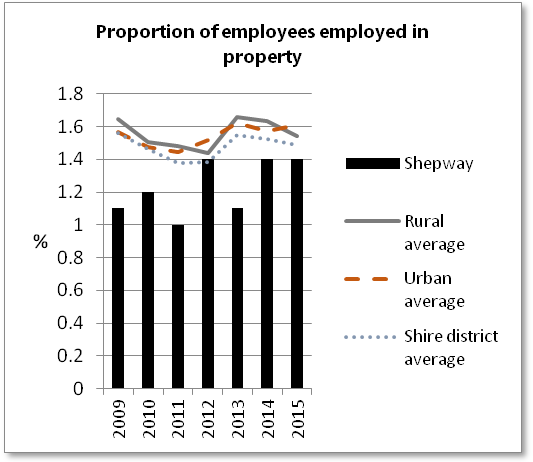 Proportion of employees employed in
property
1.8
1.6
1.4
1.2
1
0.8
0.6
0.4
0.2
0
%
2009
2010
2011
2012
2013
2014
2015
Shepway
Rural
average
Urban
average
Shire district
average